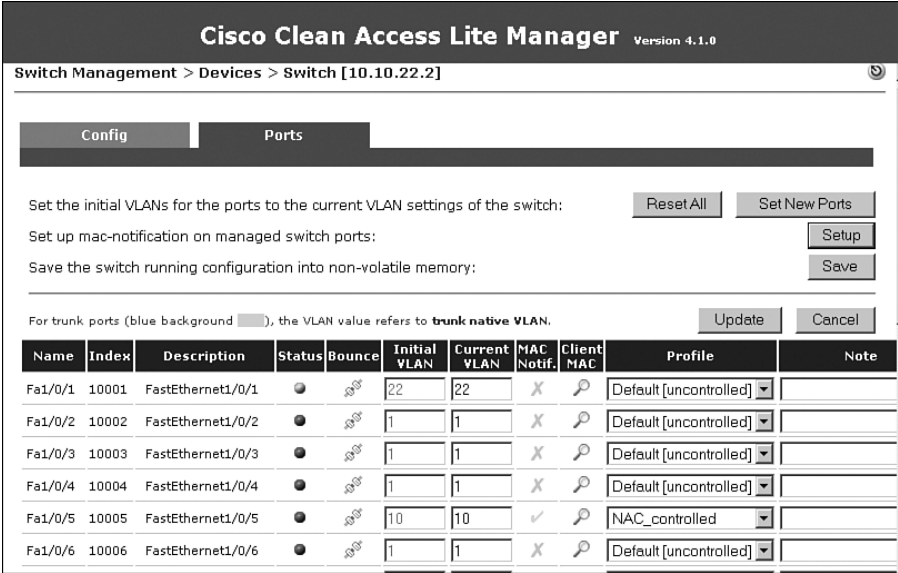 Cisco Clean Access Lite Manager Version 4.1.0
Switch Management > Devices > Switch [10.10.22.2]
Config Ports
Set the initial VLANs for the ports to the current VLAN settings of the switch: Reset All Set New Ports
Set up mac-notification on managed switch ports: Setup
Save the switch running configuration into non-volatile memory: Save
For trunk ports (blue background ), the VLAN value refers to trunk native VLAN. Update Cancel
Name Index Description Status Bounce Initial VLAN Current VLAN MAC Notif. Client MAC Profile Note
Fa1/0/1 10001 FastEthernet1/0/1 22 22 Default [uncontrolled]
Fa1/0/2 10002 FastEthernet1/0/2 1 1 Default [uncontrolled]
Fa1/0/3 10003 FastEthernet1/0/3 1 1 Default [uncontrolled]
Fa1/0/4 10004 FastEthernet1/0/4 1 1 Default [uncontrolled]
Fa1/0/5 10005 FastEthernet1/0/5 10 10 NAC_controlled
Fa1/0/6 10006 FastEthernet1/0/6 1 1 Default [uncontrolled]